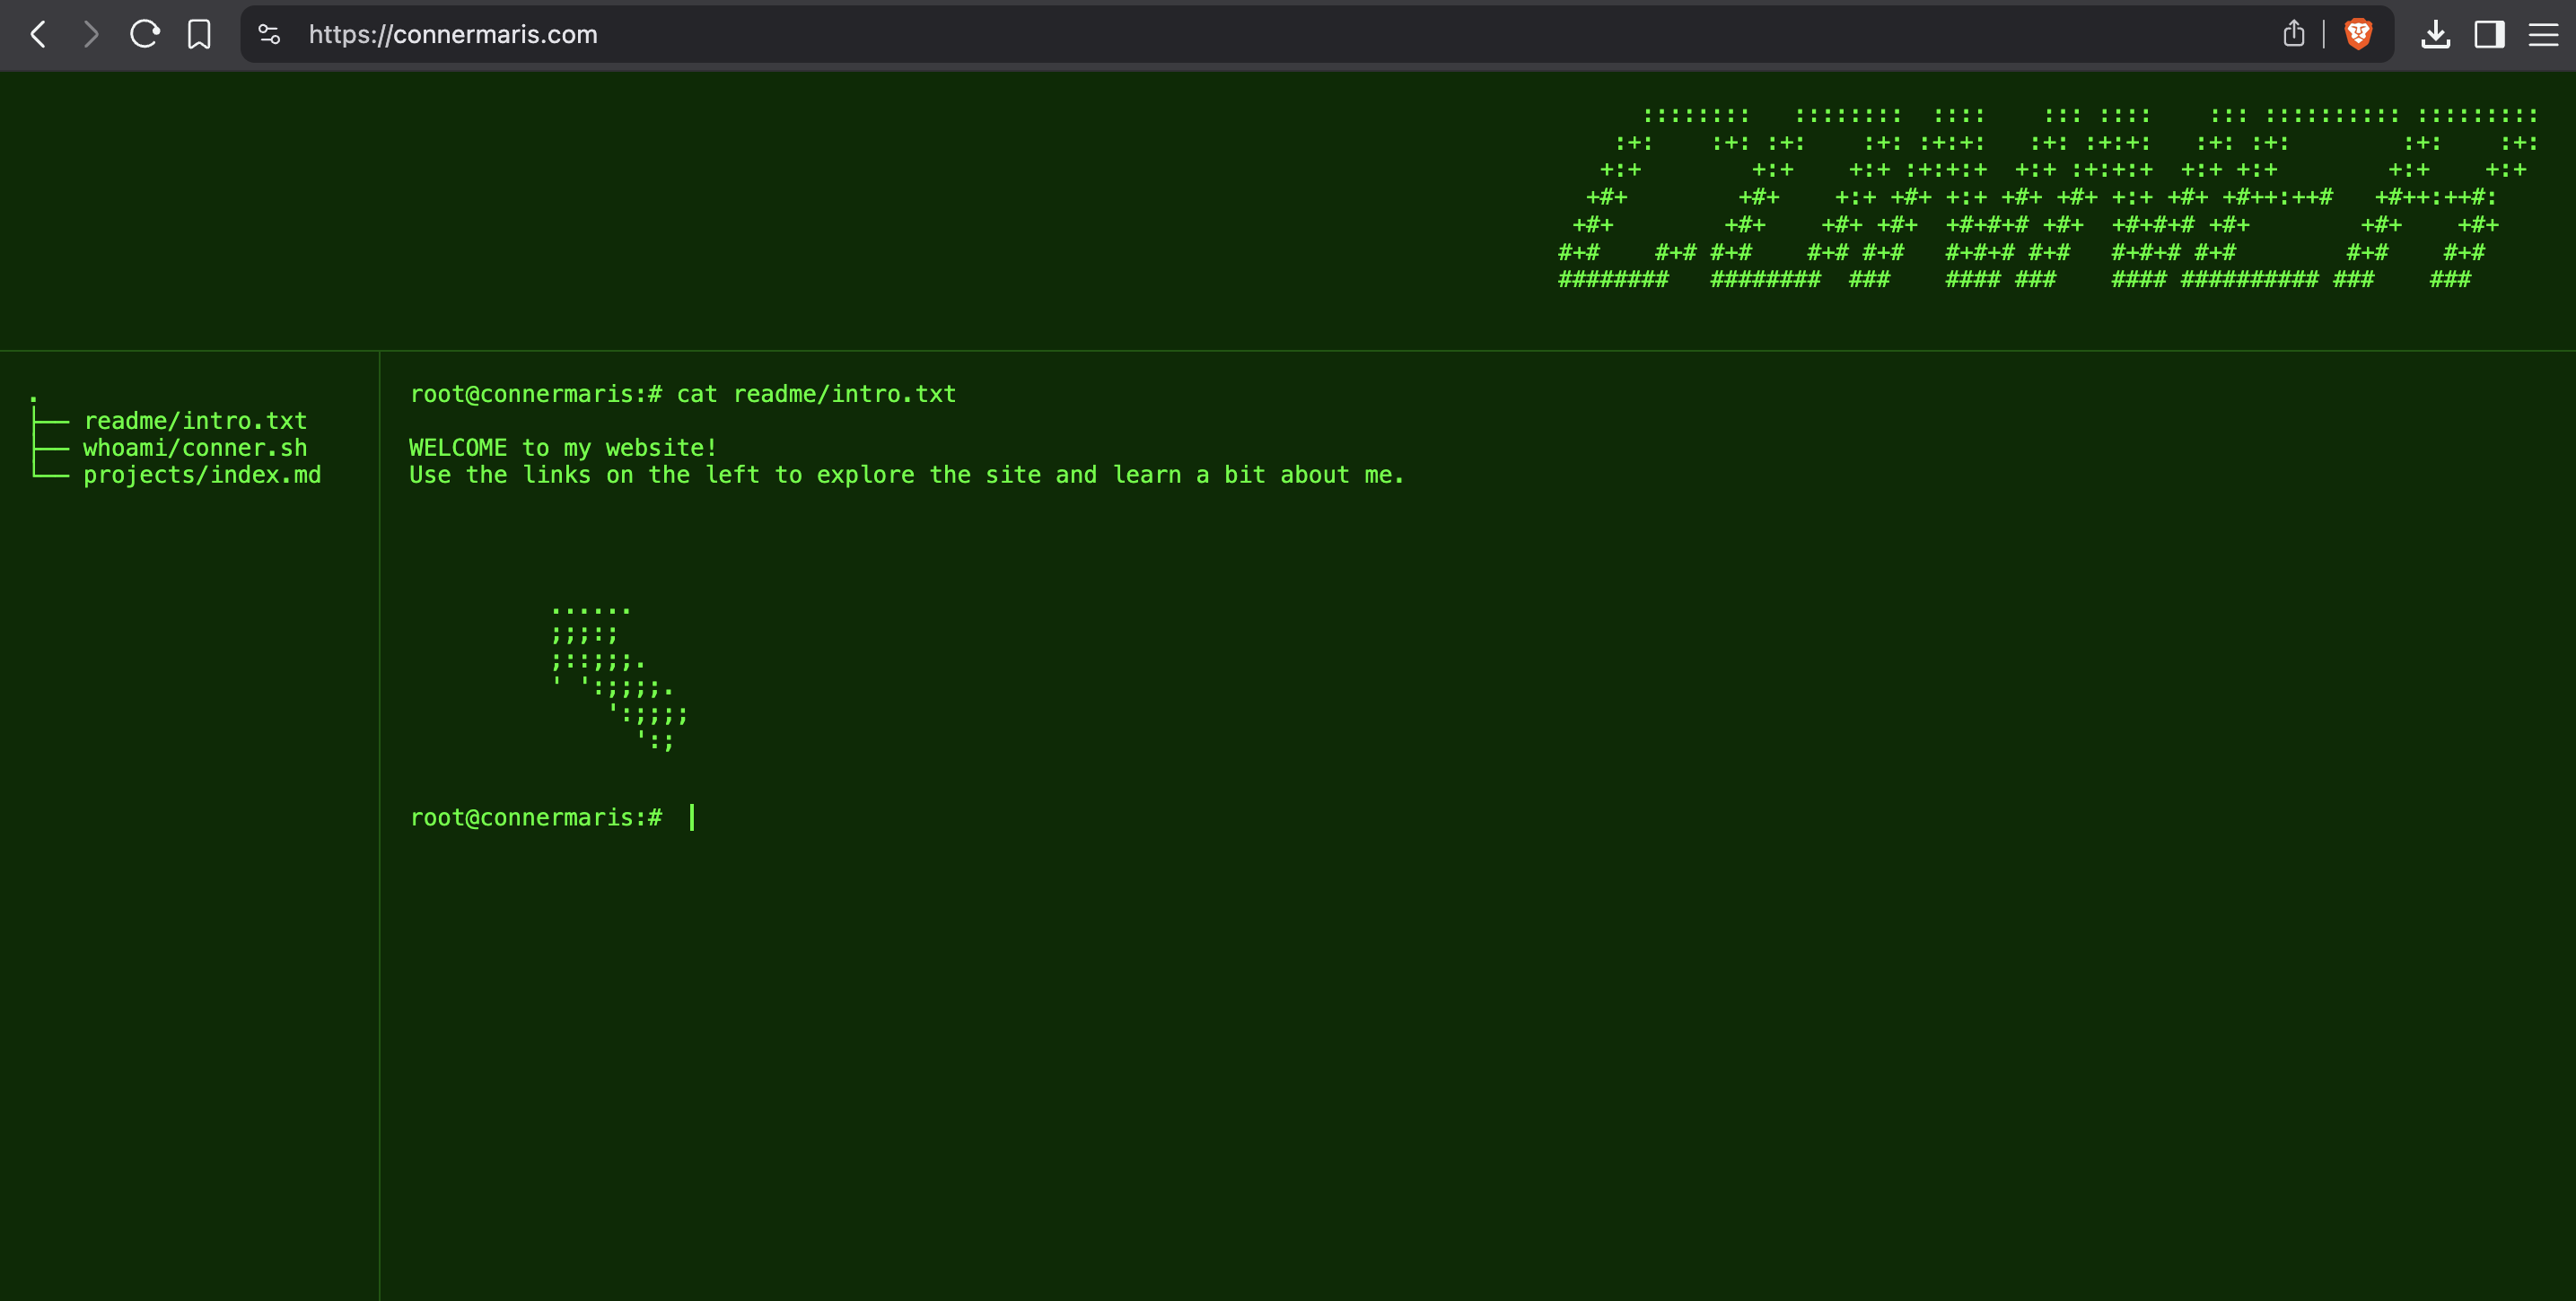 https://connermaris.com
      ::::::::   ::::::::  ::::    ::: ::::    ::: :::::::::: :::::::::
    :+:    :+: :+:    :+: :+:+:   :+: :+:+:   :+: :+:        :+:    :+:
   +:+        +:+    +:+ :+:+:+  +:+ :+:+:+  +:+ +:+        +:+    +:+
  +#+        +#+    +:+ +#+ +:+ +#+ +#+ +:+ +#+ +#++:++#   +#++:++#:
 +#+        +#+    +#+ +#+  +#+#+# +#+  +#+#+# +#+        +#+    +#+
#+#    #+# #+#    #+# #+#   #+#+# #+#   #+#+# #+#        #+#    #+#
########   ########  ###    #### ###    #### ########## ###    ###
.
├── readme/intro.txt
├── whoami/conner.sh
└── projects/index.md
root@connermaris:# cat readme/intro.txt
WELCOME to my website!
Use the links on the left to explore the site and learn a bit about me.
::::::
;;;:;
;::;;;.
' ':;;;;.
    ':;;;;
      ':;
root@connermaris:#